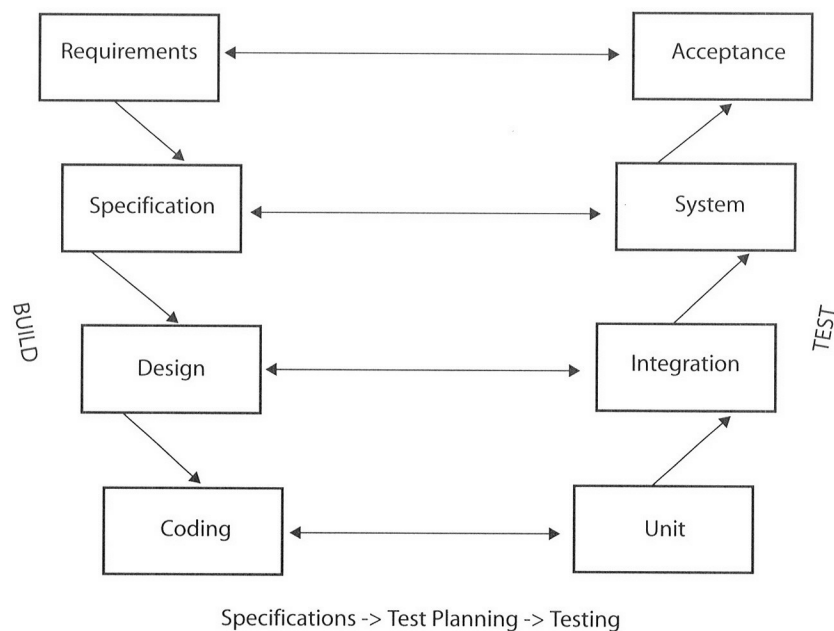 Requirements
Acceptance
Specification
System
BUILD
TEST
Design
Integration
Coding
Unit
Specifications -> Test Planning -> Testing